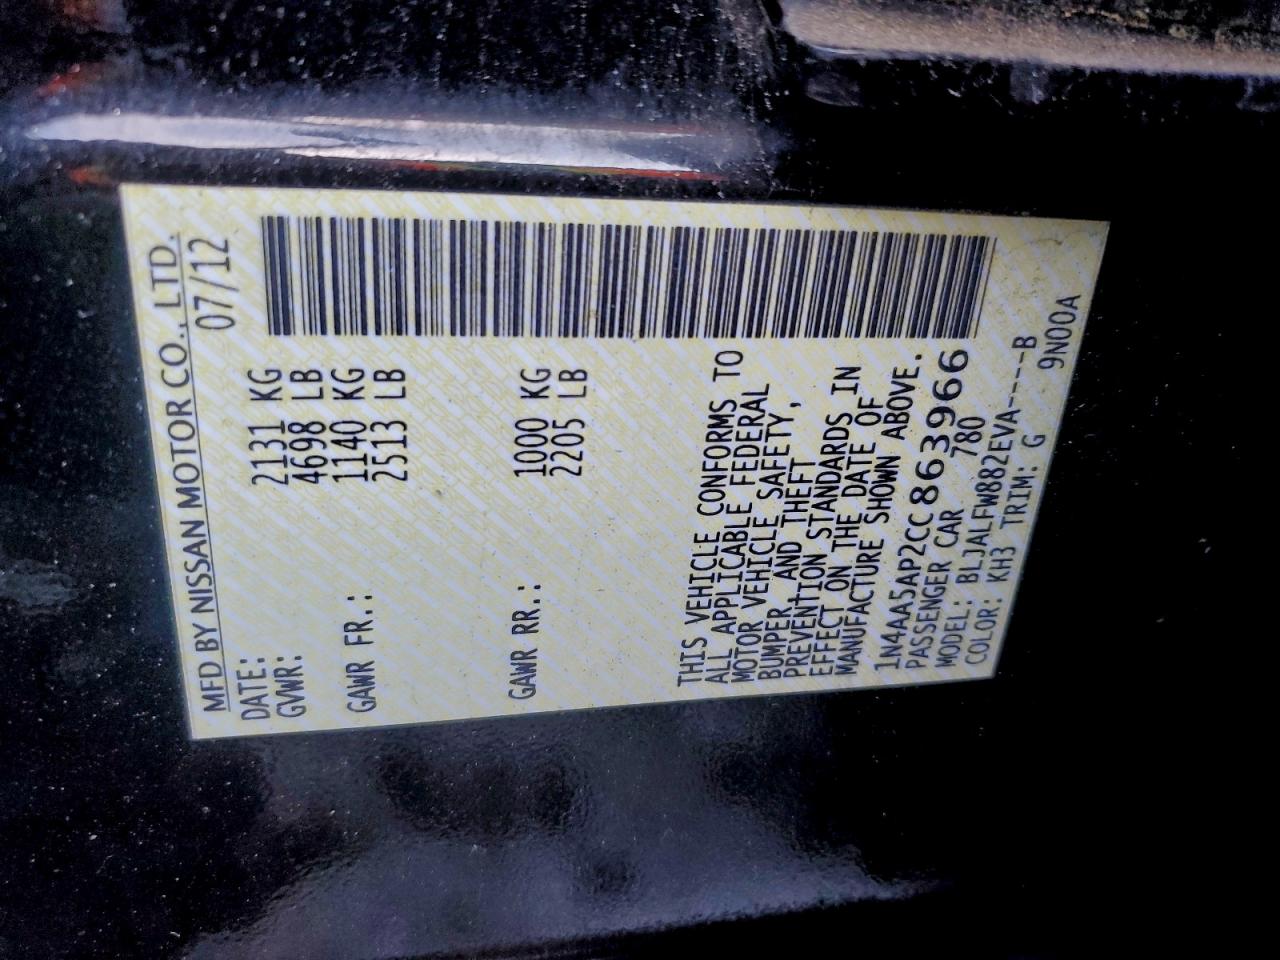 MFD BY NISSAN MOTOR CO., LTD.
DATE: 07/12
GVWR: 2131 KG
4698 LB
GAWR FR.: 1140 KG
2513 LB
GAWR RR.: 1000 KG
2205 LB
THIS VEHICLE CONFORMS TO
ALL APPLICABLE FEDERAL
MOTOR VEHICLE SAFETY,
BUMPER, AND THEFT
PREVENTION STANDARDS IN
EFFECT ON THE DATE OF
MANUFACTURE SHOWN ABOVE.
1N4AA5AP2CC863966
PASSENGER CAR 780
MODEL: BLJALFW882EVA----B
COLOR: KH3 TRIM: G 9N00A